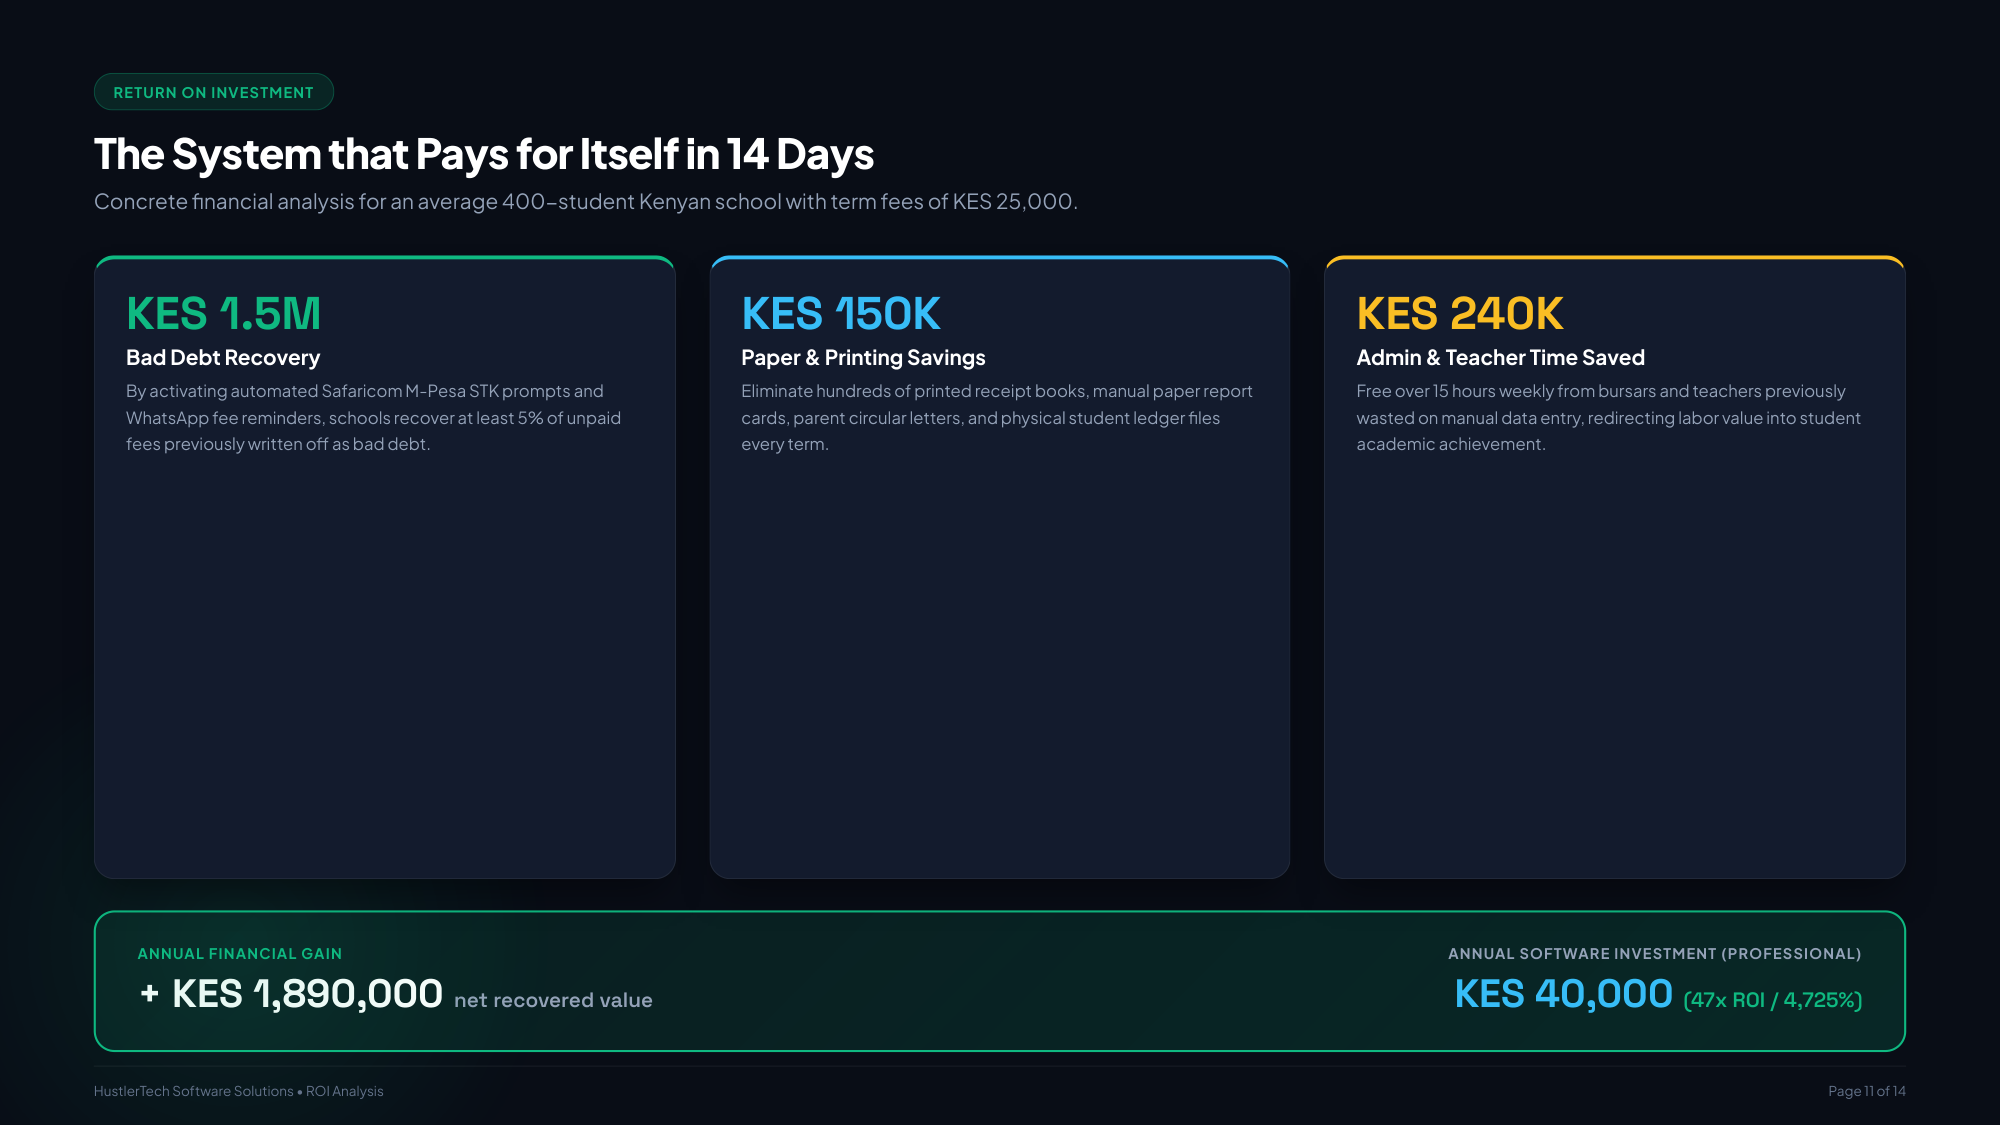 RETURN ON INVESTMENT
The System that Pays for Itself in 14 Days
Concrete financial analysis for an average 400-student Kenyan school with term fees of KES 25,000.
KES 1.5M
Bad Debt Recovery
By activating automated Safaricom M-Pesa STK prompts and
WhatsApp fee reminders, schools recover at least 5% of unpaid
fees previously written off as bad debt.
KES 150K
Paper & Printing Savings
Eliminate hundreds of printed receipt books, manual paper report
cards, parent circular letters, and physical student ledger files
every term.
KES 240K
Admin & Teacher Time Saved
Free over 15 hours weekly from bursars and teachers previously
wasted on manual data entry, redirecting labor value into student
academic achievement.
ANNUAL FINANCIAL GAIN
+ KES 1,890,000 net recovered value
ANNUAL SOFTWARE INVESTMENT (PROFESSIONAL)
KES 40,000 (47x ROI / 4,725%)
HustlerTech Software Solutions • ROI Analysis
Page 11 of 14